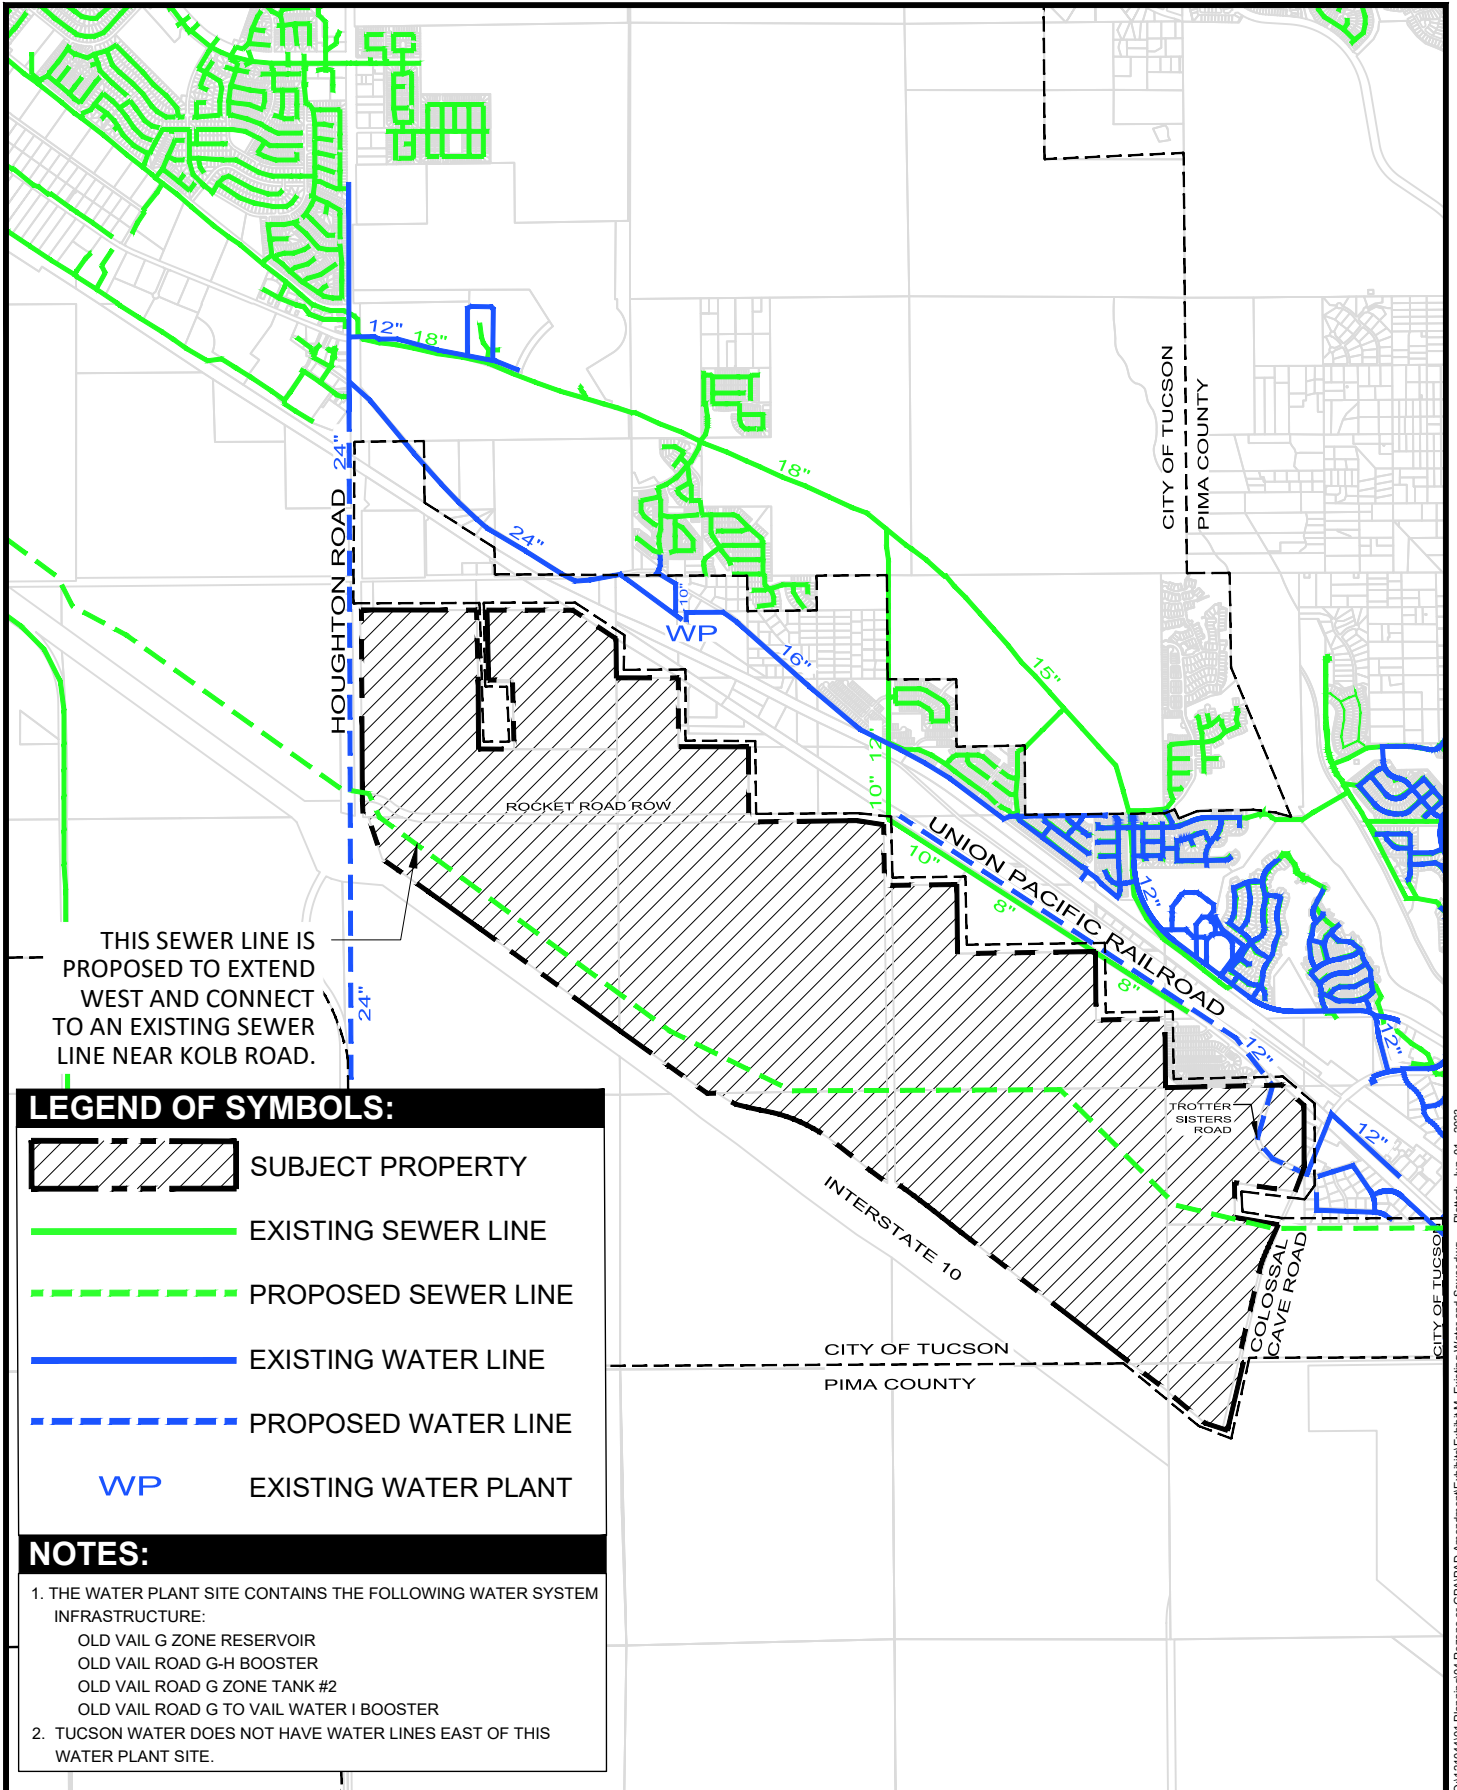 12"
18"
24"
HOUGHTON ROAD
24"
18"
10"
WP
16"
15"
CITY OF TUCSON
PIMA COUNTY
12"
10"
ROCKET ROAD ROW
UNION PACIFIC RAILROAD
10"
8"
8"
12"
12"
12"
12"
24"
THIS SEWER LINE IS
PROPOSED TO EXTEND
WEST AND CONNECT
TO AN EXISTING SEWER
LINE NEAR KOLB ROAD.
TROTTER
SISTERS
ROAD
INTERSTATE 10
COLOSSAL
CAVE ROAD
CITY OF TUCSON
CITY OF TUCSON
PIMA COUNTY
LEGEND OF SYMBOLS:
SUBJECT PROPERTY
EXISTING SEWER LINE
PROPOSED SEWER LINE
EXISTING WATER LINE
PROPOSED WATER LINE
WP EXISTING WATER PLANT
NOTES:
1. THE WATER PLANT SITE CONTAINS THE FOLLOWING WATER SYSTEM
INFRASTRUCTURE:
OLD VAIL G ZONE RESERVOIR
OLD VAIL ROAD G-H BOOSTER
OLD VAIL ROAD G ZONE TANK #2
OLD VAIL ROAD G TO VAIL WATER I BOOSTER
2. TUCSON WATER DOES NOT HAVE WATER LINES EAST OF THIS
WATER PLANT SITE.